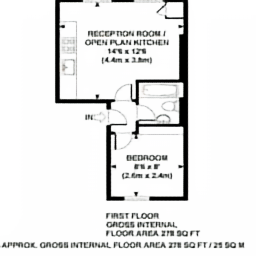 RECEPTION ROOM /
OPEN PLAN KITCHEN
14'6 x 12'6
(4.4m x 3.8m)
IN
BEDROOM
8'6 x 8'
(2.6m x 2.4m)
FIRST FLOOR
GROSS INTERNAL
FLOOR AREA 278 SQ FT
APPROX. GROSS INTERNAL FLOOR AREA 278 SQ FT / 25 SQ M